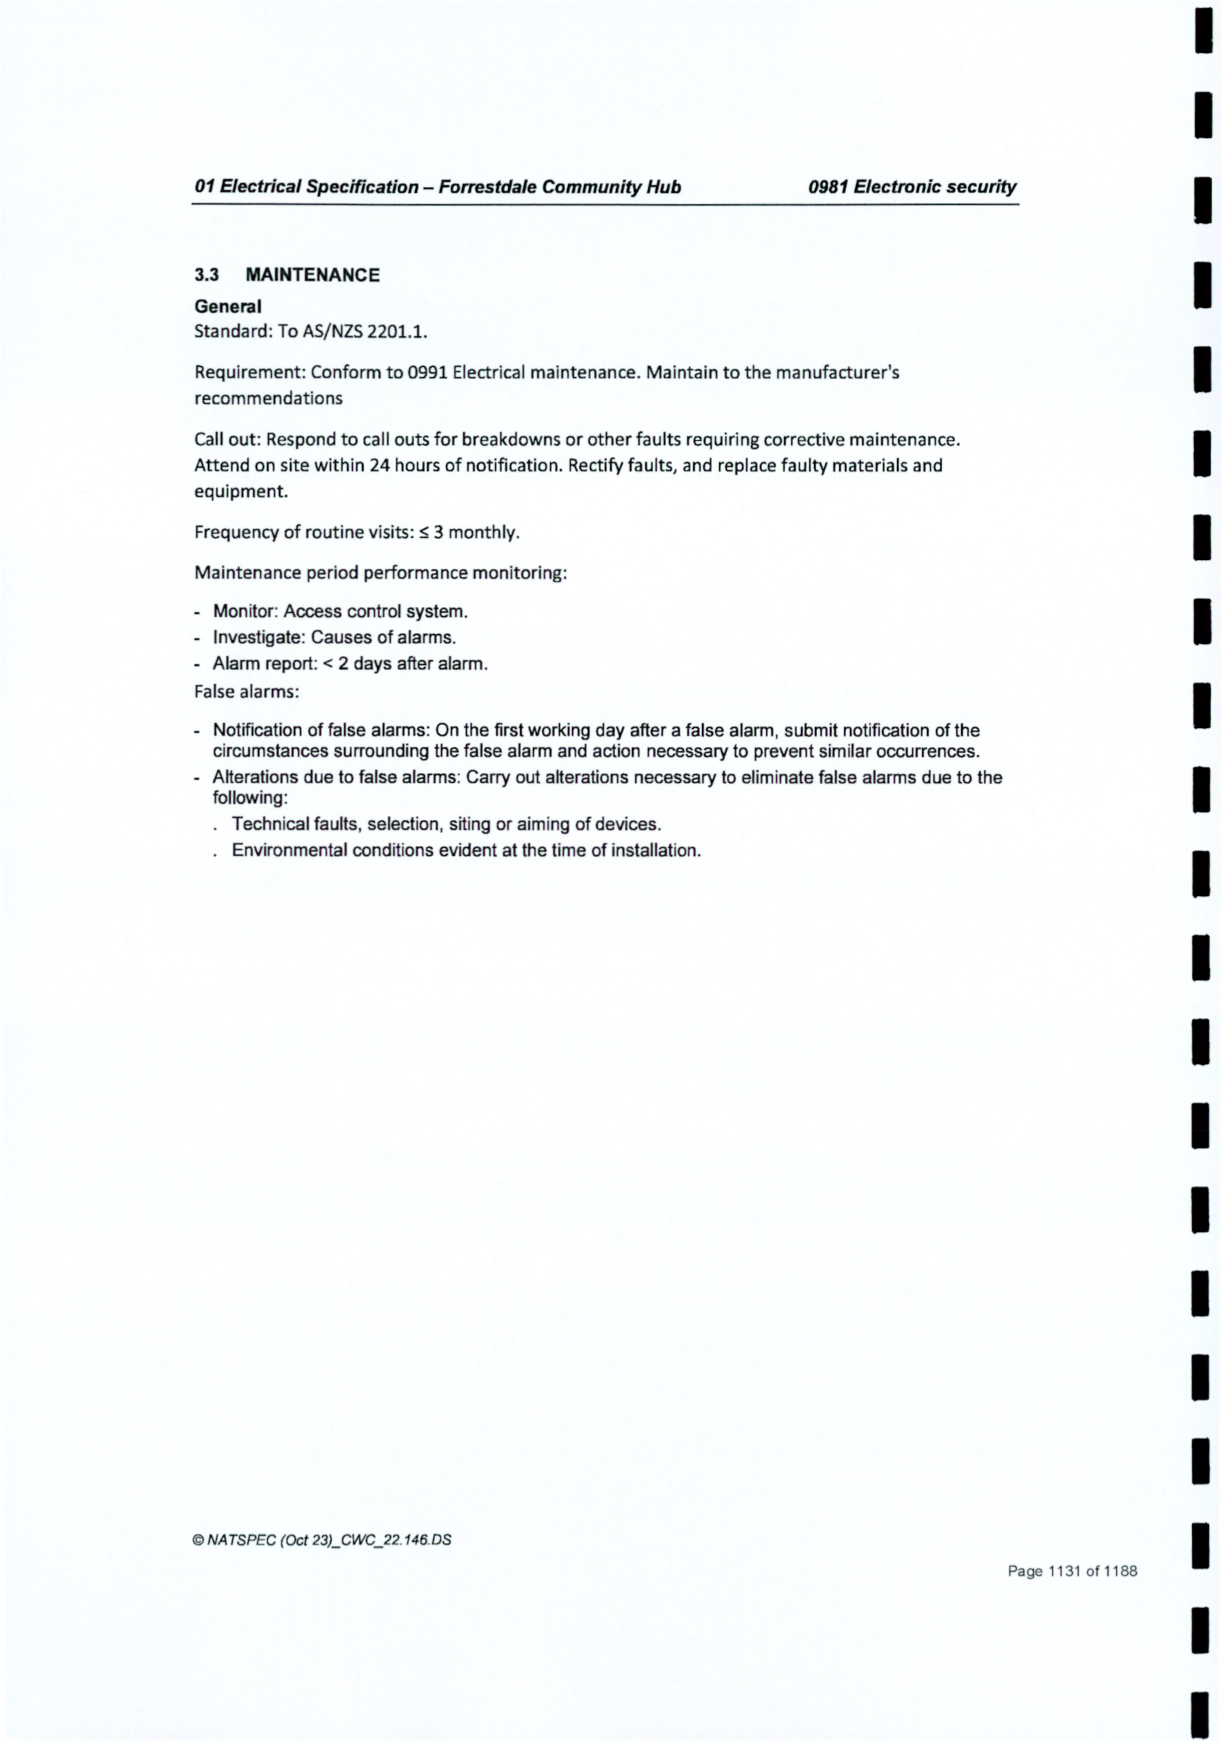 01 Electrical Specification – Forrestdale Community Hub 0981 Electronic security
3.3 MAINTENANCE
General
Standard: To AS/NZS 2201.1.
Requirement: Conform to 0991 Electrical maintenance. Maintain to the manufacturer's
recommendations
Call out: Respond to call outs for breakdowns or other faults requiring corrective maintenance.
Attend on site within 24 hours of notification. Rectify faults, and replace faulty materials and
equipment.
Frequency of routine visits: ≤ 3 monthly.
Maintenance period performance monitoring:
- Monitor: Access control system.
- Investigate: Causes of alarms.
- Alarm report: < 2 days after alarm.
False alarms:
- Notification of false alarms: On the first working day after a false alarm, submit notification of the
circumstances surrounding the false alarm and action necessary to prevent similar occurrences.
- Alterations due to false alarms: Carry out alterations necessary to eliminate false alarms due to the
following:
. Technical faults, selection, siting or aiming of devices.
. Environmental conditions evident at the time of installation.
© NATSPEC (Oct 23)_CWC_22.146.DS
Page 1131 of 1188